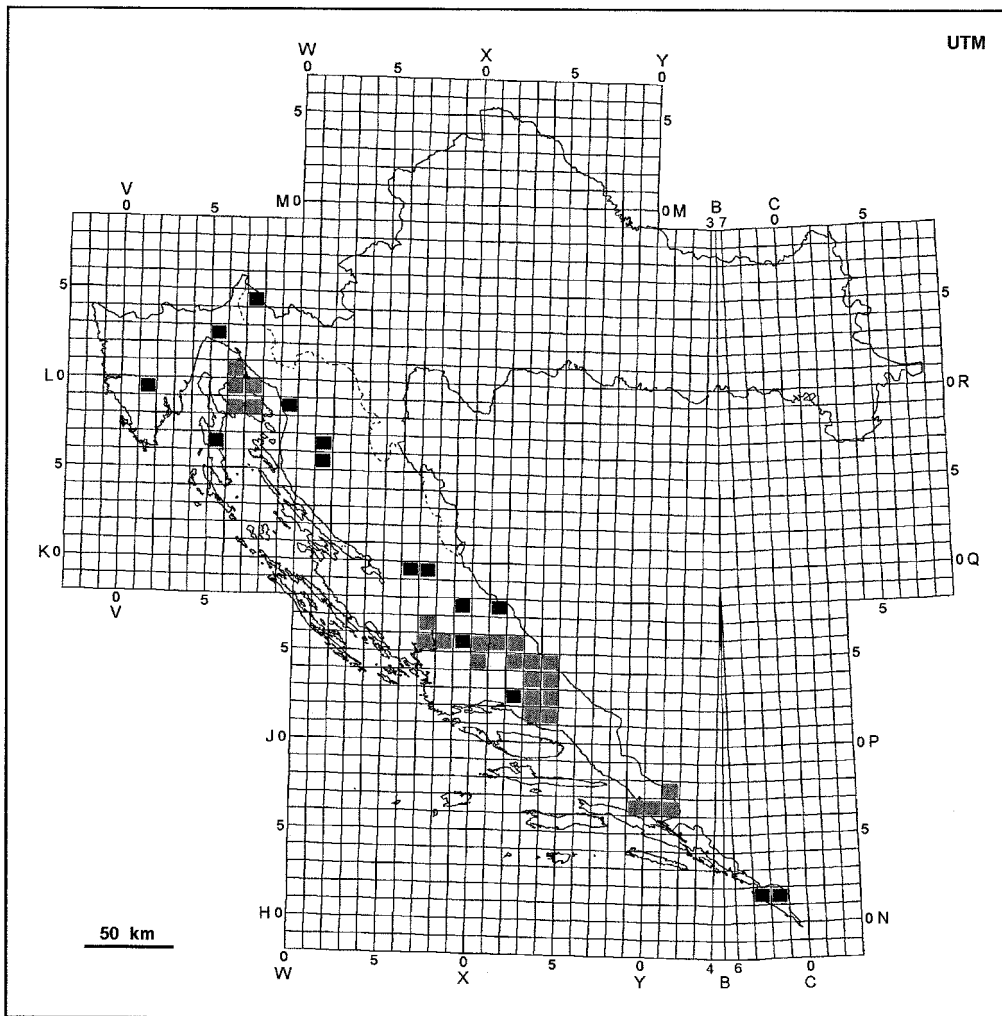 UTM
W X Y
0 5 0 5 0
5 5
V B C
0 5 M 0 0 M 3 7 0 5
5 5
L 0 0 R
5 5
K 0 0 Q
0 5 5
V
5 5
J 0 0 P
5 5
H 0 0 N
50 km
0 5 0 5 0 4 6 0
W X Y B C